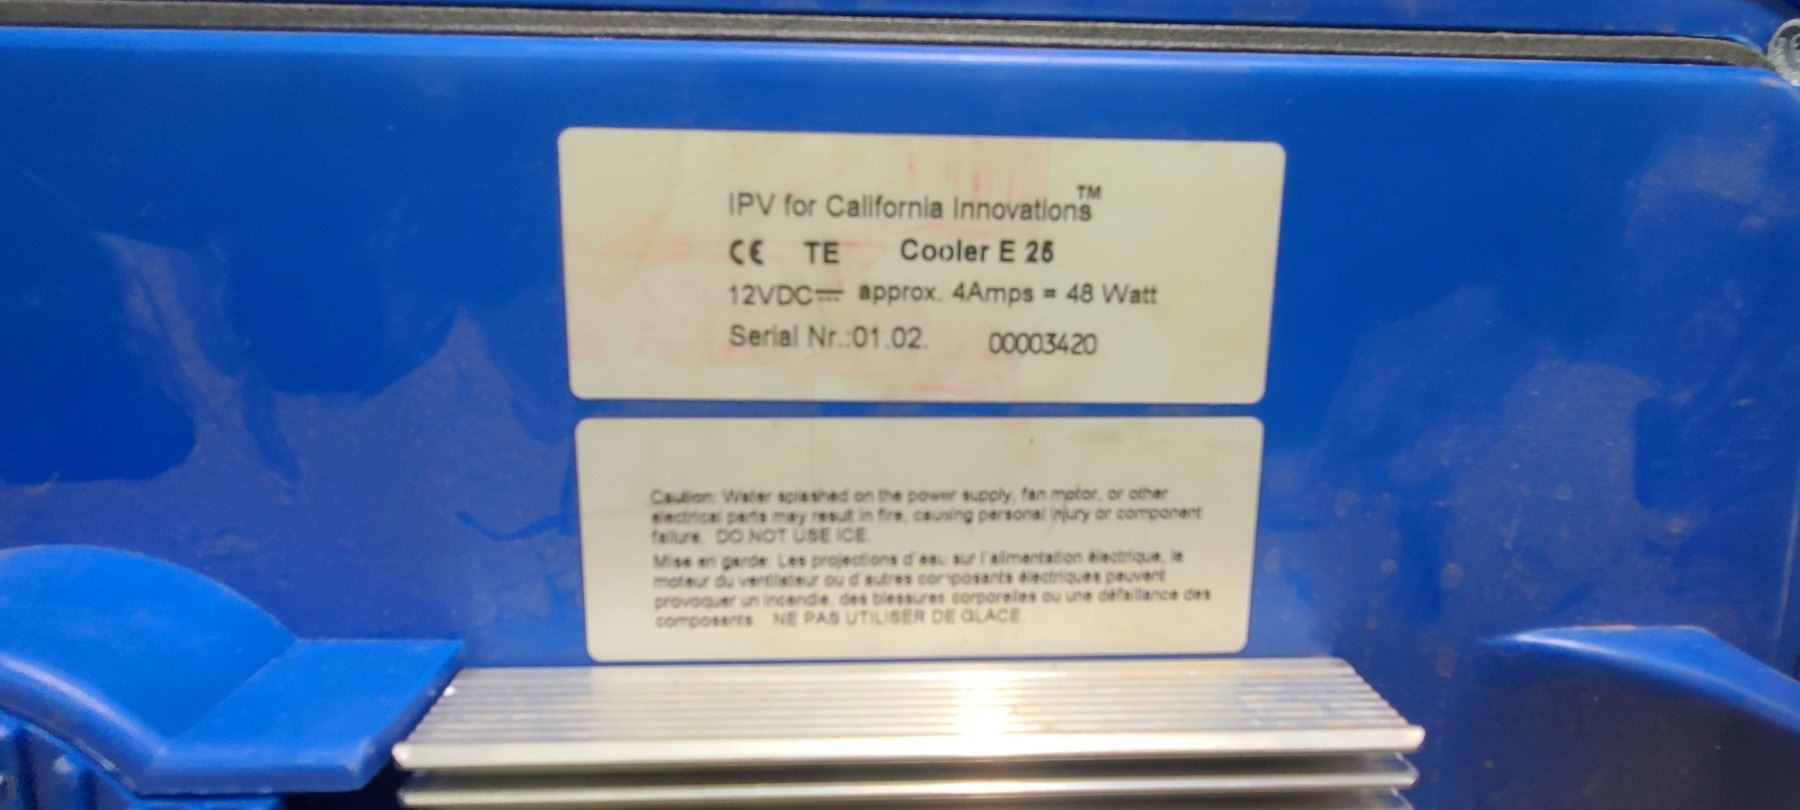 IPV for California Innovations™
CE TE Cooler E 25
12VDC⎓ approx. 4Amps = 48 Watt
Serial Nr.:01.02. 00003420
Caution: Water splashed on the power supply, fan motor, or other
electrical parts may result in fire, causing personal injury or component
failure. DO NOT USE ICE.
Mise en garde: Les projections d'eau sur l'alimentation électrique, le
moteur du ventilateur ou d'autres composants électriques peuvent
provoquer un incendie, des blessures corporelles ou une défaillance des
composants. NE PAS UTILISER DE GLACE.